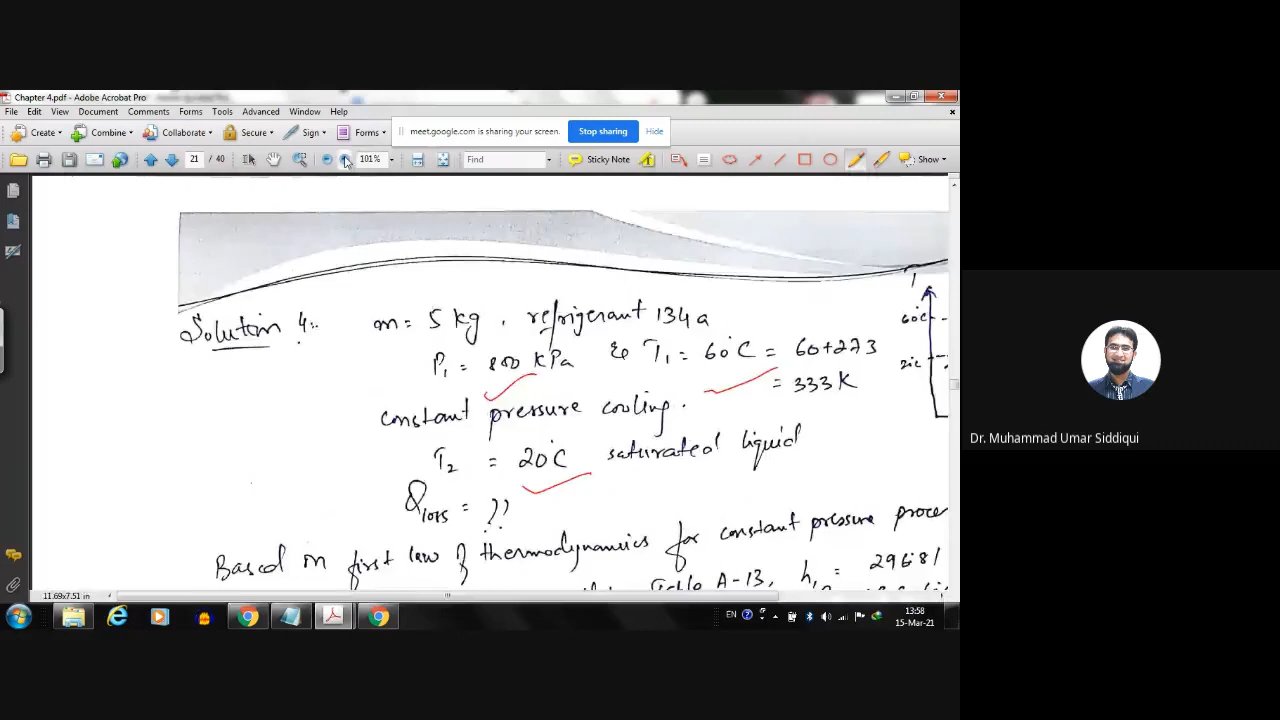 Chapter 4.pdf - Adobe Acrobat Pro
File Edit View Document Comments Forms Tools Advanced Window Help
meet.google.com is sharing your screen. Stop sharing Hide
Create Combine Collaborate Secure Sign Forms
21 / 40 101% Find Sticky Note Show
1
Solution 4:. m = 5 kg, refrigerant 134a
60°C
P1 = 800 kPa & T1 = 60°C = 60+273
20°C
= 333 K
constant pressure cooling.
T2 = 20°C saturated liquid
Qloss = ??
Dr. Muhammad Umar Siddiqui
Based on first law of thermodynamics for constant pressure proce
Table A-13, h1 = 296.81
11.69x7.51 in
EN 13:58
15-Mar-21